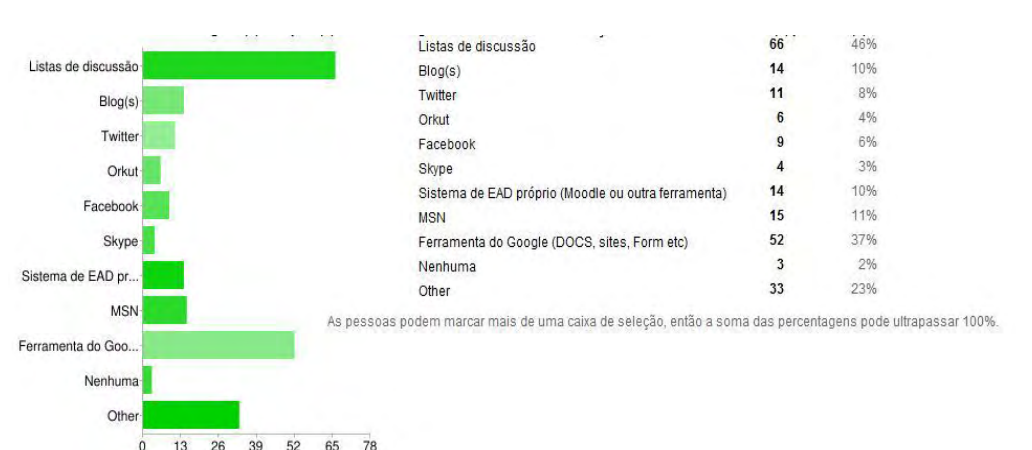 Listas de discussão
Blog(s)
Twitter
Orkut
Facebook
Skype
Sistema de EAD pr...
MSN
Ferramenta do Goo...
Nenhuma
Other
0 13 26 39 52 65 78
Listas de discussão 66 46%
Blog(s) 14 10%
Twitter 11 8%
Orkut 6 4%
Facebook 9 6%
Skype 4 3%
Sistema de EAD próprio (Moodle ou outra ferramenta) 14 10%
MSN 15 11%
Ferramenta do Google (DOCS, sites, Form etc) 52 37%
Nenhuma 3 2%
Other 33 23%
As pessoas podem marcar mais de uma caixa de seleção, então a soma das percentagens pode ultrapassar 100%.